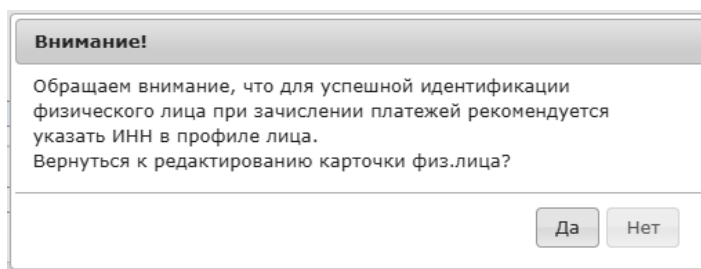 Внимание!
Обращаем внимание, что для успешной идентификации
физического лица при зачислении платежей рекомендуется
указать ИНН в профиле лица.
Вернуться к редактированию карточки физ.лица?
Да Нет